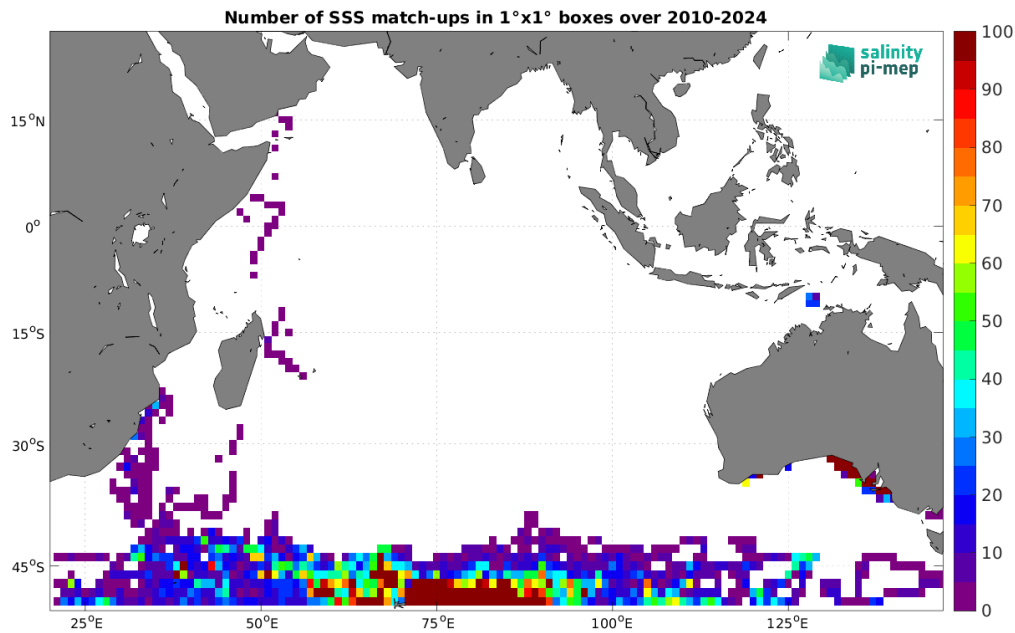 Number of SSS match-ups in 1°x1° boxes over 2010-2024
salinity
pi-mep
100
90
80
70
60
50
40
30
20
10
0
15°N
0°
15°S
30°S
45°S
25°E
50°E
75°E
100°E
125°E